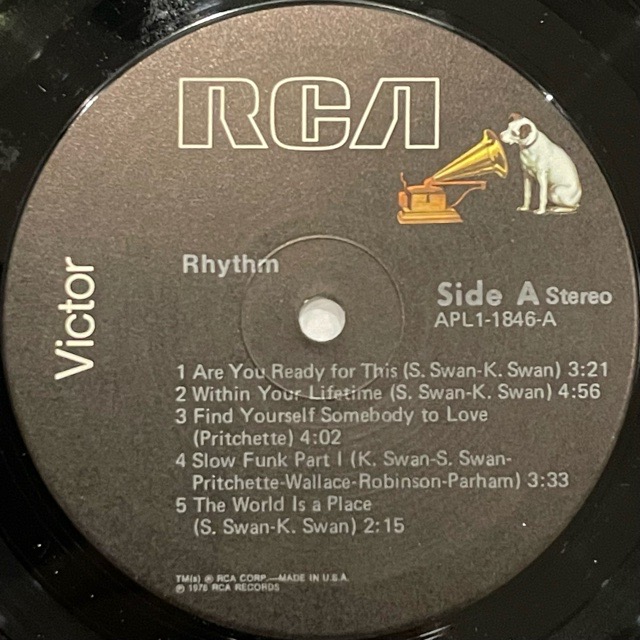 RCA
Victor
Rhythm
Side A Stereo
APL1-1846-A
1 Are You Ready for This (S. Swan-K. Swan) 3:21
2 Within Your Lifetime (S. Swan-K. Swan) 4:56
3 Find Yourself Somebody to Love
(Pritchette) 4:02
4 Slow Funk Part I (K. Swan-S. Swan-
Pritchette-Wallace-Robinson-Parham) 3:33
5 The World Is a Place
(S. Swan-K. Swan) 2:15
TM(s) ® RCA CORP.—MADE IN U.S.A.
℗ 1976 RCA RECORDS